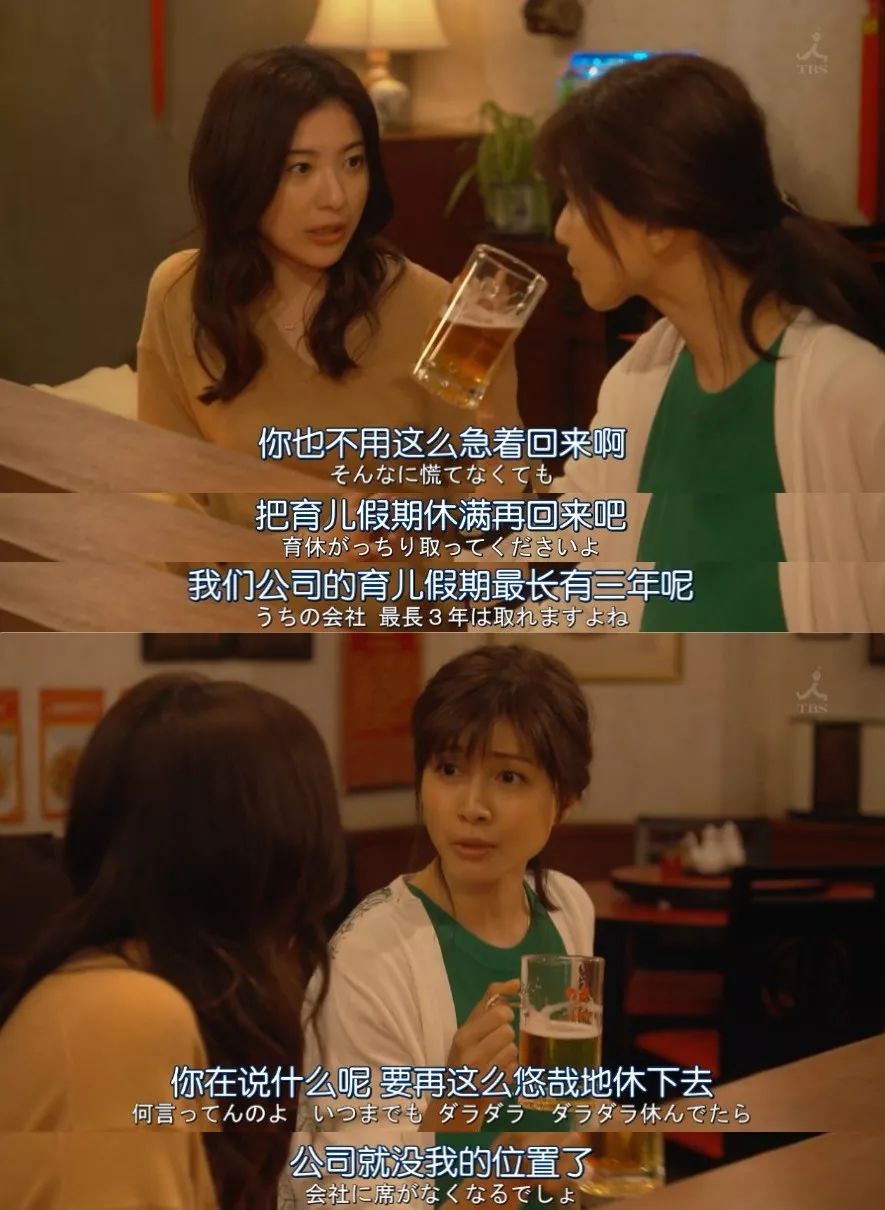 TBS
你也不用这么急着回来啊
そんなに慌てなくても
把育儿假期休满再回来吧
育休がっちり取ってくださいよ
我们公司的育儿假期最长有三年呢
うちの会社 最長3年は取れますよね
TBS
你在说什么呢 要再这么悠哉地休下去
何言ってんのよ いつまでも ダラダラ ダラダラ休んでたら
公司就没我的位置了
会社に席がなくなるでしょ